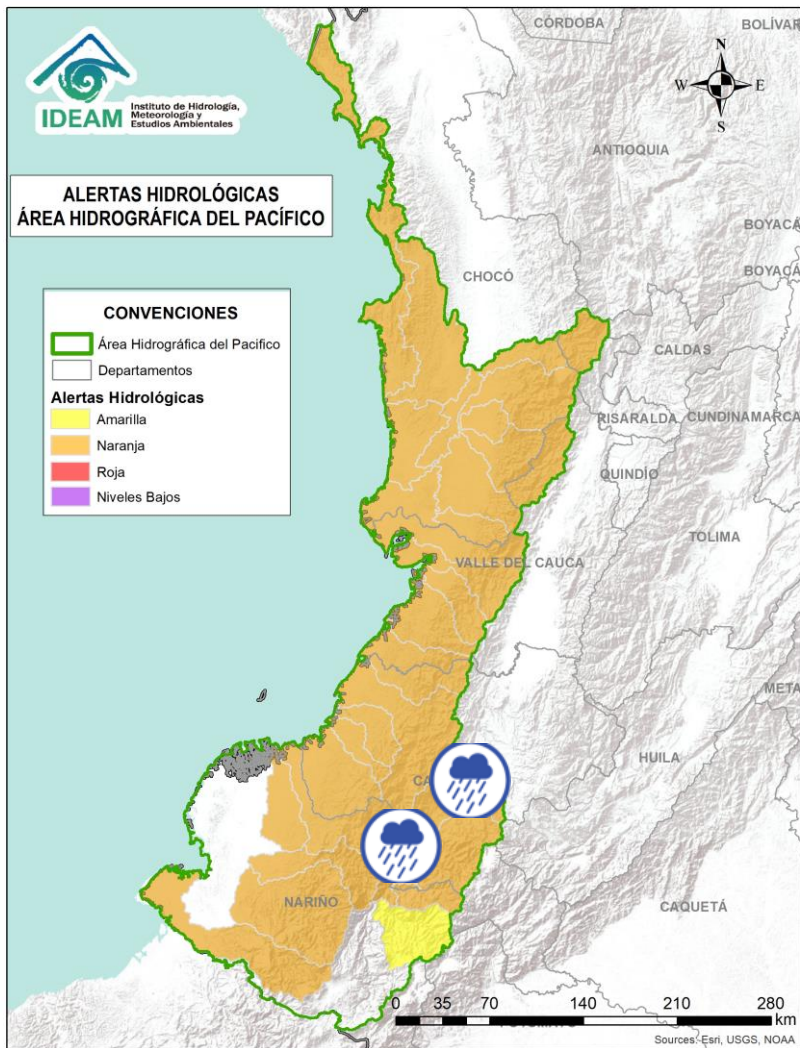 CÓRDOBA
BOLÍVAR
IDEAM
Instituto de Hidrología,
Meteorología y
Estudios Ambientales
N
W
E
S
ANTIOQUIA
ALERTAS HIDROLÓGICAS
ÁREA HIDROGRÁFICA DEL PACÍFICO
BOYACÁ
BOYACÁ
CHOCÓ
CONVENCIONES
Área Hidrográfica del Pacifico
Departamentos
Alertas Hidrológicas
Amarilla
Naranja
Roja
Niveles Bajos
CALDAS
RISARALDA
CUNDINAMARCA
QUINDÍO
TOLIMA
VALLE DEL CAUCA
META
HUILA
CA
NARIÑO
CAQUETÁ
0 35 70 140 210 280
km
Sources: Esri, USGS, NOAA